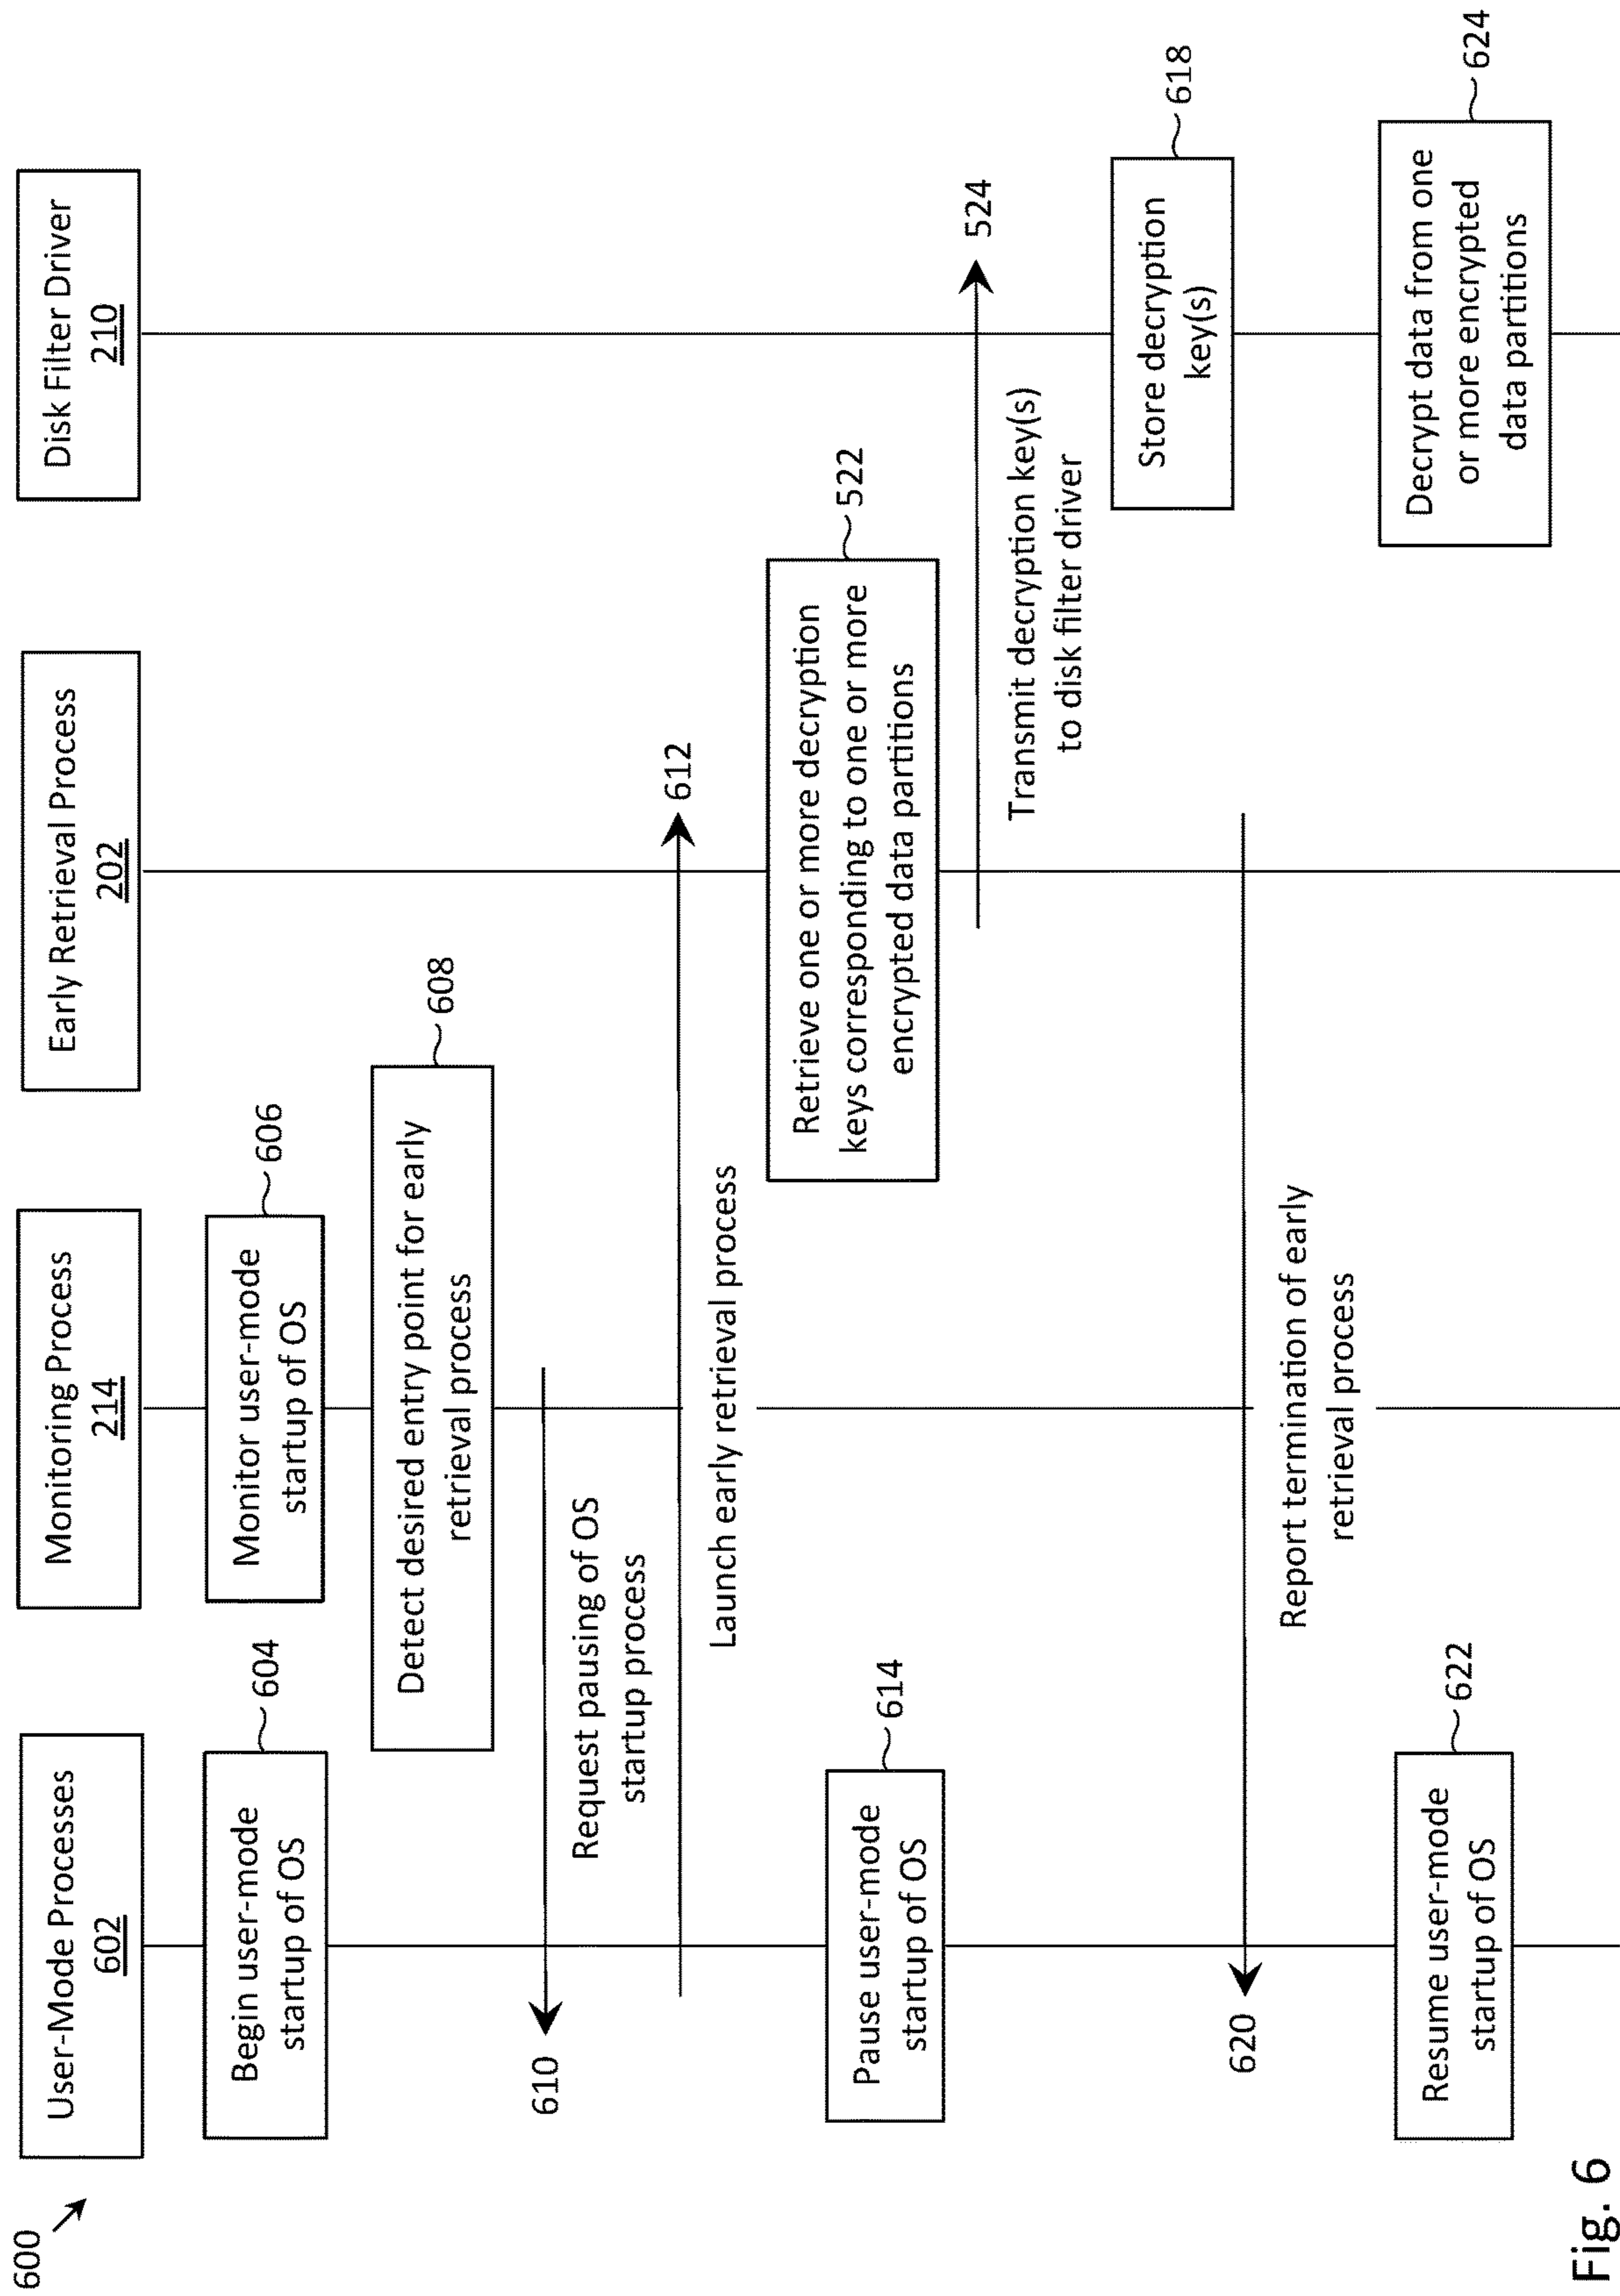 600
User-Mode Processes
602
Monitoring Process
214
Early Retrieval Process
202
Disk Filter Driver
210
Begin user-mode
startup of OS
604
Monitor user-mode
startup of OS
606
Detect desired entry point for early
retrieval process
608
610
Request pausing of OS
startup process
612
Launch early retrieval process
Retrieve one or more decryption
keys corresponding to one or more
encrypted data partitions
522
Pause user-mode
startup of OS
614
524
Transmit decryption key(s)
to disk filter driver
Store decryption
key(s)
618
620
Report termination of early
retrieval process
Resume user-mode
startup of OS
622
Decrypt data from one
or more encrypted
data partitions
624
Fig. 6